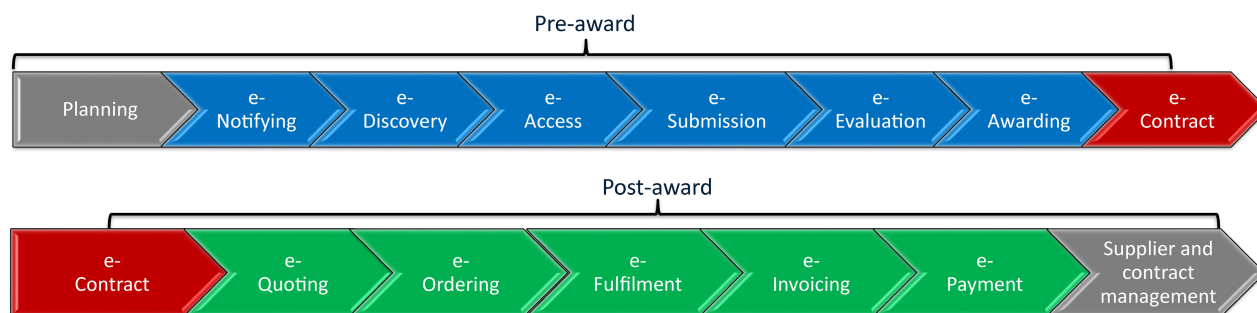 Pre-award
Planning
e-
Notifying
e-
Discovery
e-
Access
e-
Submission
e-
Evaluation
e-
Awarding
e-
Contract
Post-award
e-
Contract
e-
Quoting
e-
Ordering
e-
Fulfilment
e-
Invoicing
e-
Payment
Supplier and
contract
management